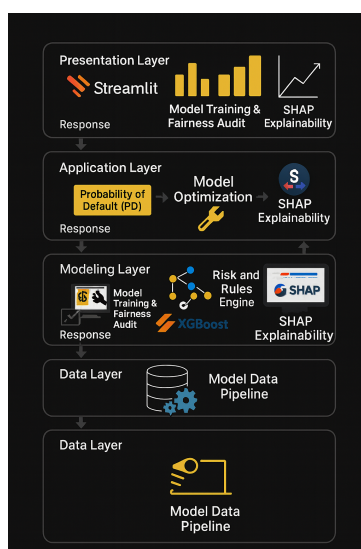 Presentation Layer
Streamlit
Model Training &
Fairness Audit
SHAP
Explainability
Response
Application Layer
Probability of
Default (PD)
Model
Optimization
S
SHAP
Explainability
Response
Modeling Layer
Model
Training &
Fairness
Audit
Risk and
Rules
Engine
XGBoost
SHAP
SHAP
Explainability
Response
Data Layer
Model Data
Pipeline
Data Layer
Model Data
Pipeline